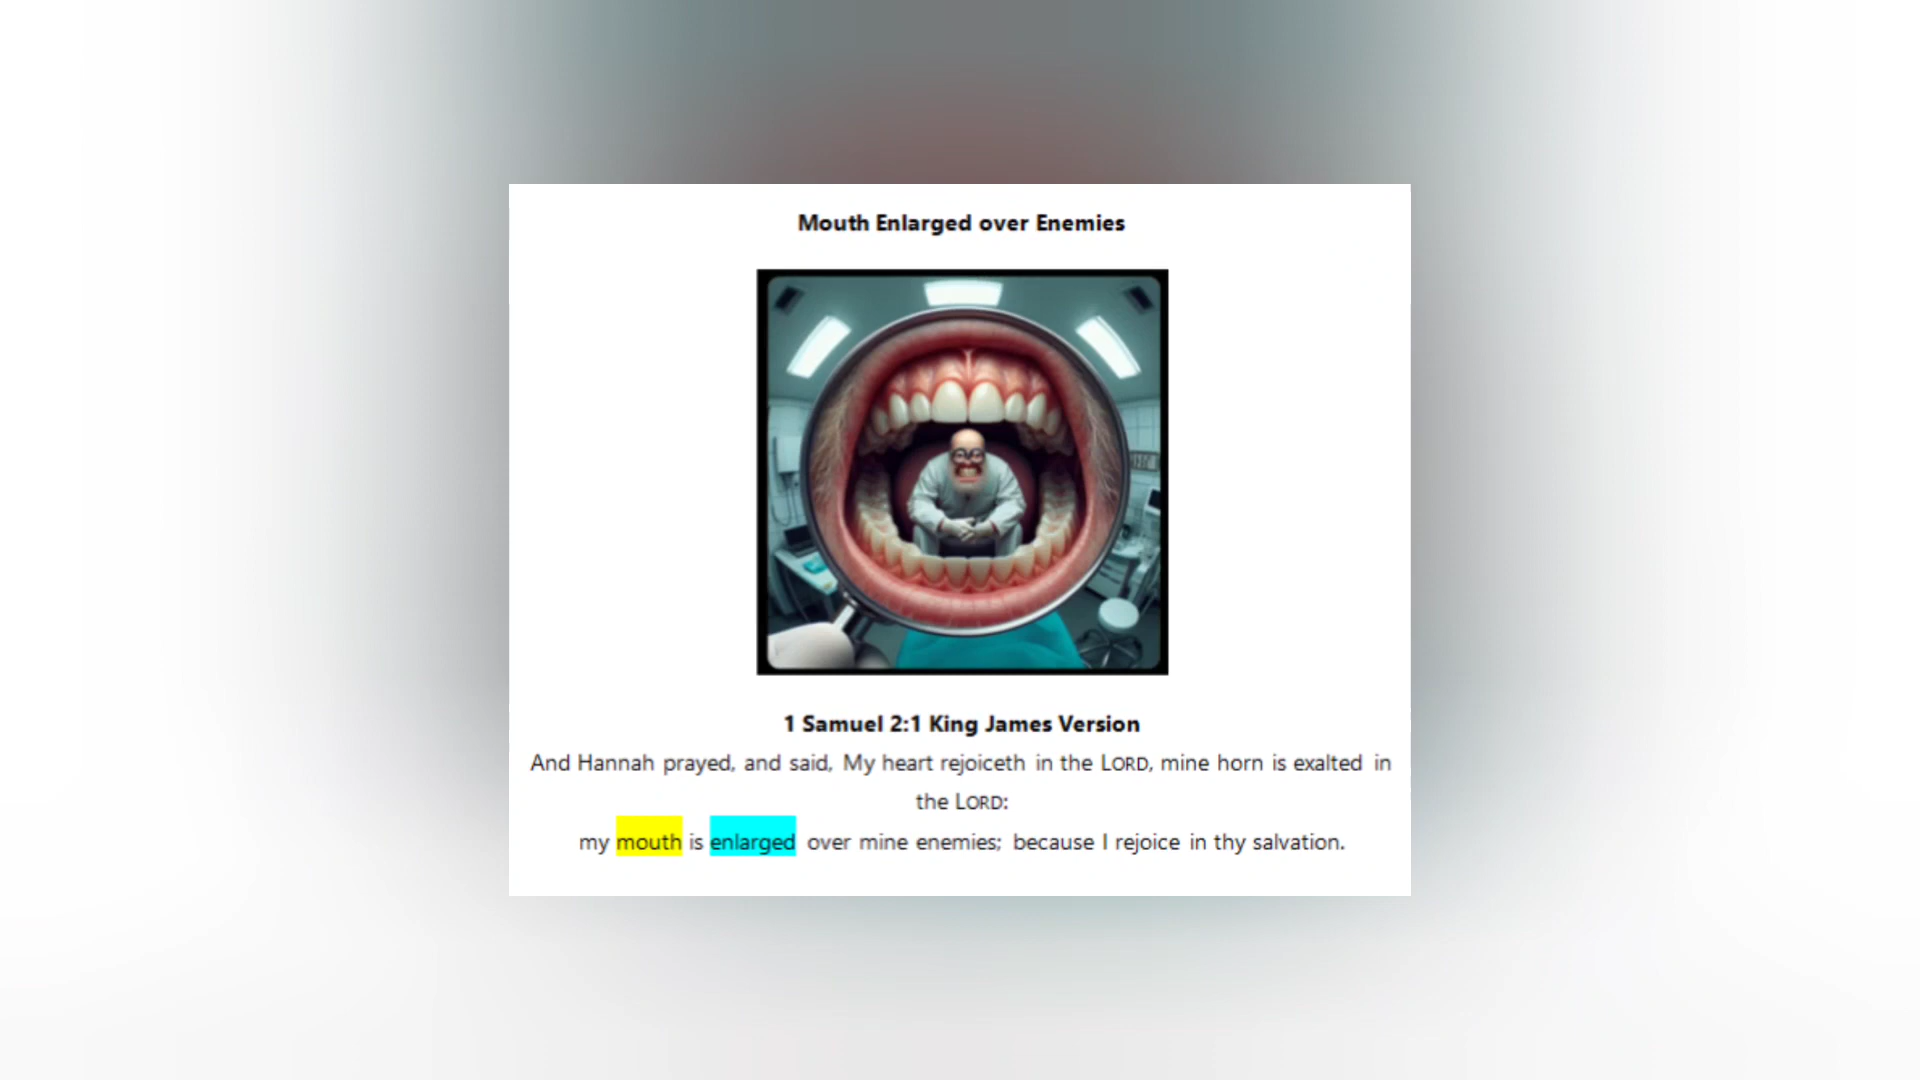 Mouth Enlarged over Enemies
1 Samuel 2:1 King James Version
And Hannah prayed, and said, My heart rejoiceth in the LORD, mine horn is exalted in
the LORD:
my mouth is enlarged over mine enemies; because I rejoice in thy salvation.